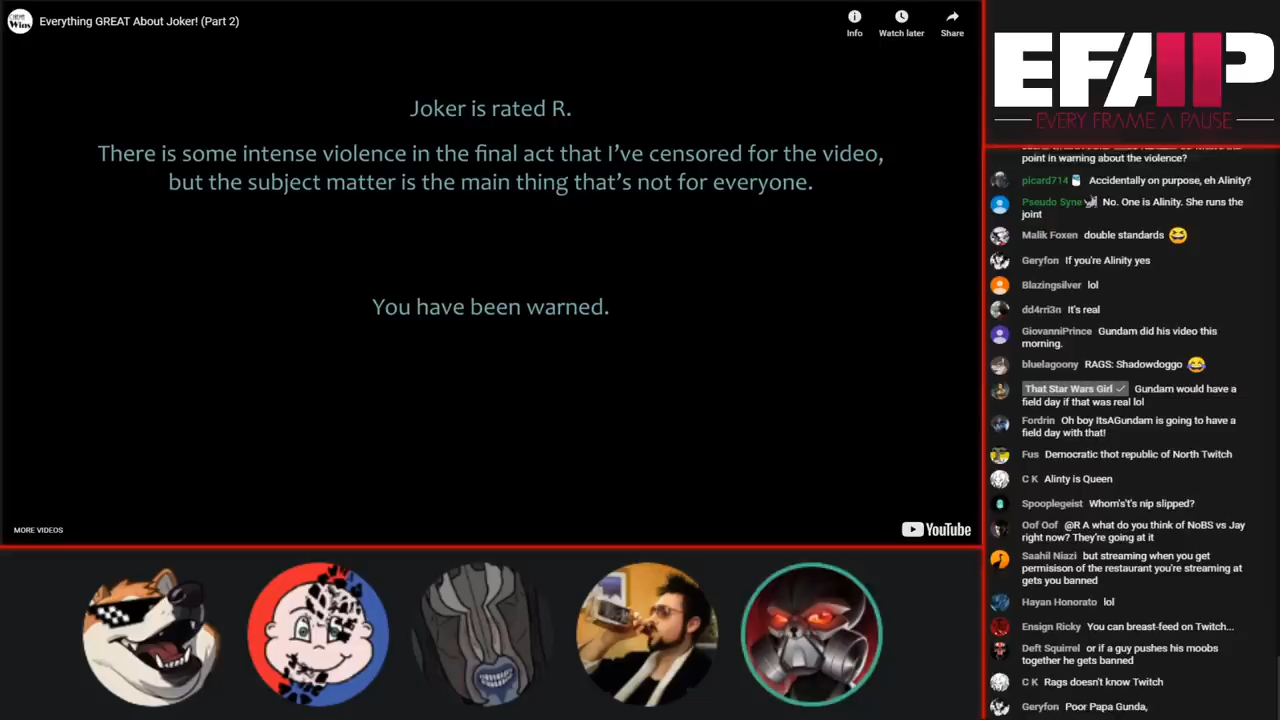 Everything GREAT About Joker! (Part 2)
Info
Watch later
Share
Joker is rated R.
There is some intense violence in the final act that I've censored for the video,
but the subject matter is the main thing that's not for everyone.
You have been warned.
MORE VIDEOS
YouTube
EFAP
EVERY FRAME A PAUSE
point in warning about the violence?
picard714 Accidentally on purpose, eh Alinity?
Pseudo Syne No. One is Alinity. She runs the
joint
Malik Foxen double standards
Geryfon If you're Alinity yes
Blazingsilver lol
dd4rri3n It's real
GiovanniPrince Gundam did his video this
morning.
bluelagoony RAGS: Shadowdoggo
That Star Wars Girl Gundam would have a
field day if that was real lol
Fordrin Oh boy ItsAGundam is going to have a
field day with that!
Fus Democratic thot republic of North Twitch
C K Alinty is Queen
Spooplegeist Whom's't's nip slipped?
Oof Oof @R A what do you think of NoBS vs Jay
right now? They're going at it
Saahil Niazi but streaming when you get
permisison of the restaurant you're streaming at
gets you banned
Hayan Honorato lol
Ensign Ricky You can breast-feed on Twitch...
Deft Squirrel or if a guy pushes his moobs
together he gets banned
C K Rags doesn't know Twitch
Geryfon Poor Papa Gunda,